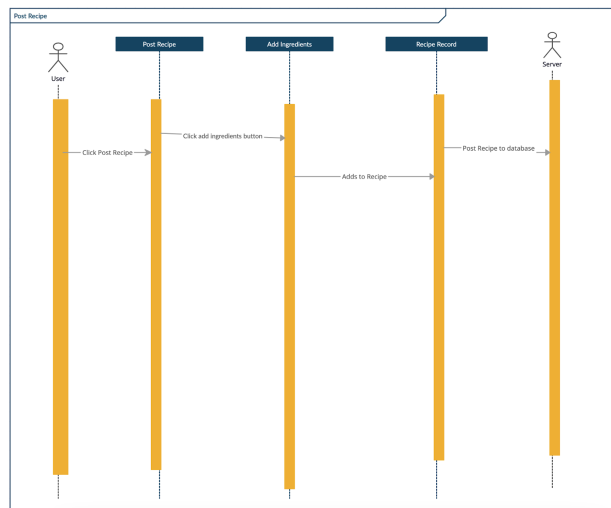 Post Recipe
Post Recipe
Add Ingredients
Recipe Record
User
Server
Click add ingredients button
Click Post Recipe
Post Recipe to database
Adds to Recipe